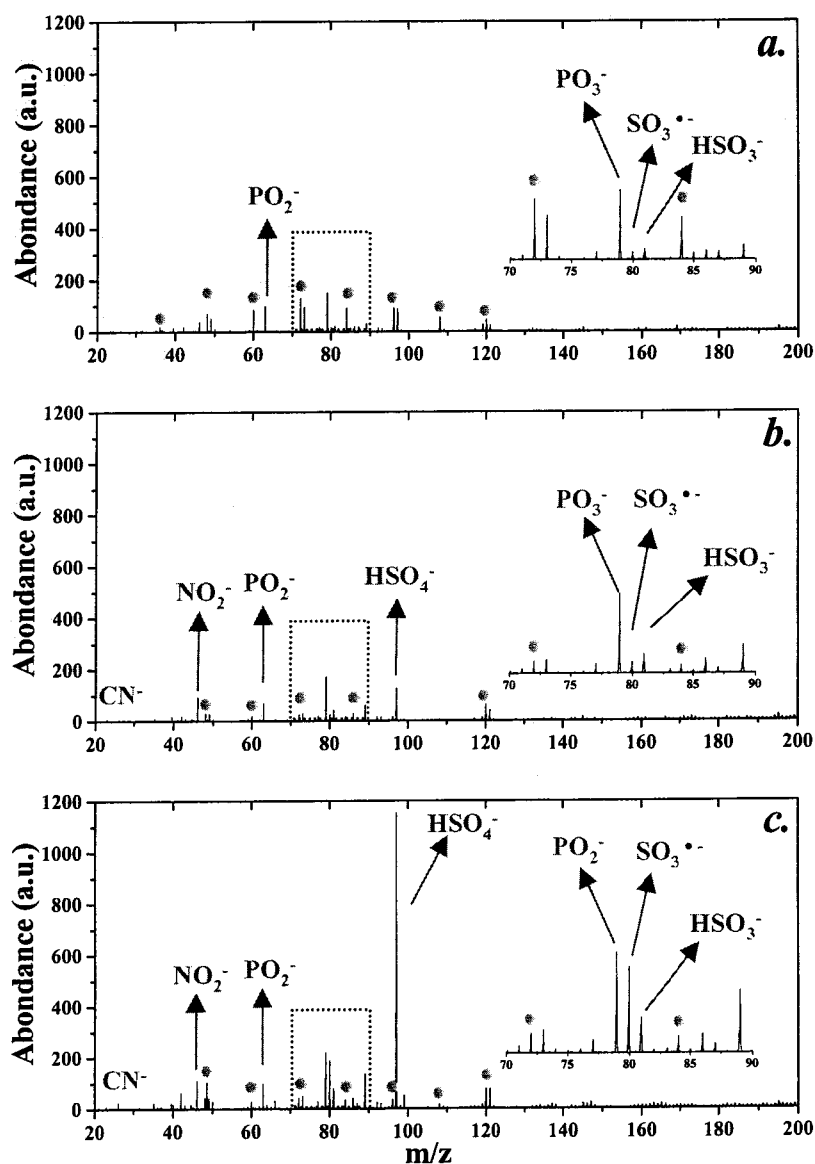 1200
a.
1000
PO₃⁻
SO₃•⁻
800
HSO₃⁻
Abondance (a.u.)
600
PO₂⁻
400
70 75 80 85 90
200
0
20 40 60 80 100 120 140 160 180 200
1200
b.
1000
PO₃⁻ SO₃•⁻
800
HSO₃⁻
Abondance (a.u.)
600
NO₂⁻ PO₂⁻ HSO₄⁻
400
70 75 80 85 90
200
CN⁻
0
20 40 60 80 100 120 140 160 180 200
1200
c.
HSO₄⁻
1000
PO₂⁻ SO₃•⁻
800
HSO₃⁻
Abondance (a.u.)
600
NO₂⁻ PO₂⁻
400
70 75 80 85 90
200
CN⁻
0
20 40 60 80 100 120 140 160 180 200
m/z